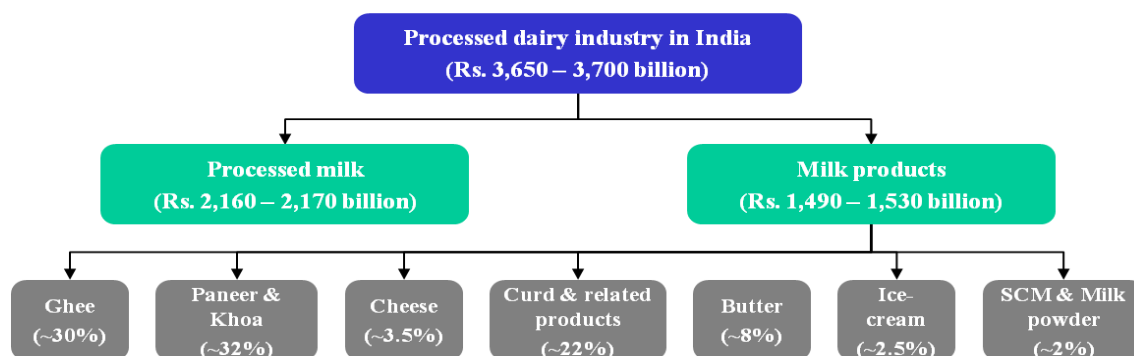 Processed dairy industry in India
(Rs. 3,650 – 3,700 billion)
Processed milk
(Rs. 2,160 – 2,170 billion)
Milk products
(Rs. 1,490 – 1,530 billion)
Ghee
(~30%)
Paneer &
Khoa
(~32%)
Cheese
(~3.5%)
Curd & related
products
(~22%)
Butter
(~8%)
Ice-
cream
(~2.5%)
SCM & Milk
powder
(~2%)